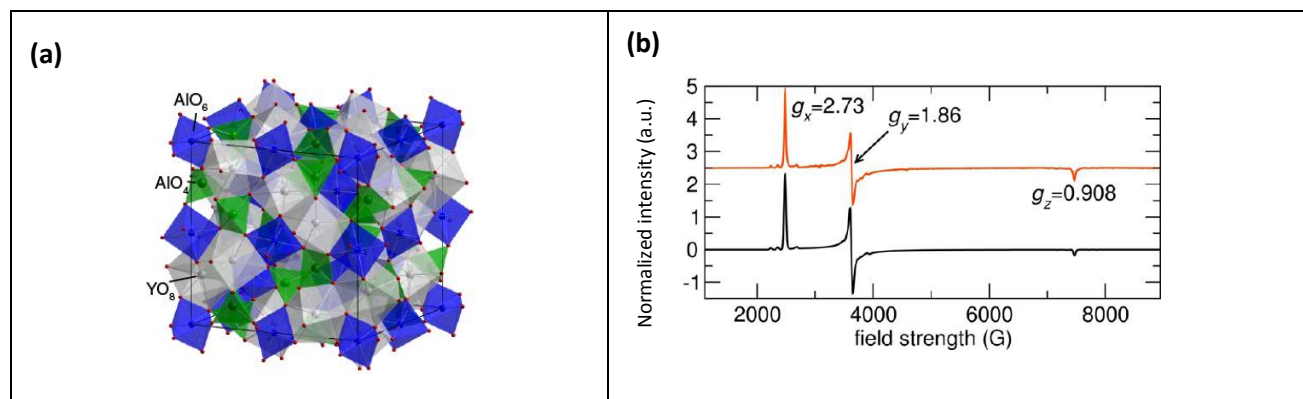 (a)
AlO6
AlO4
YO8
(b)
Normalized intensity (a.u.)
5
4
3
2
1
0
-1
gx=2.73
gy=1.86
gz=0.908
2000
4000
6000
8000
field strength (G)